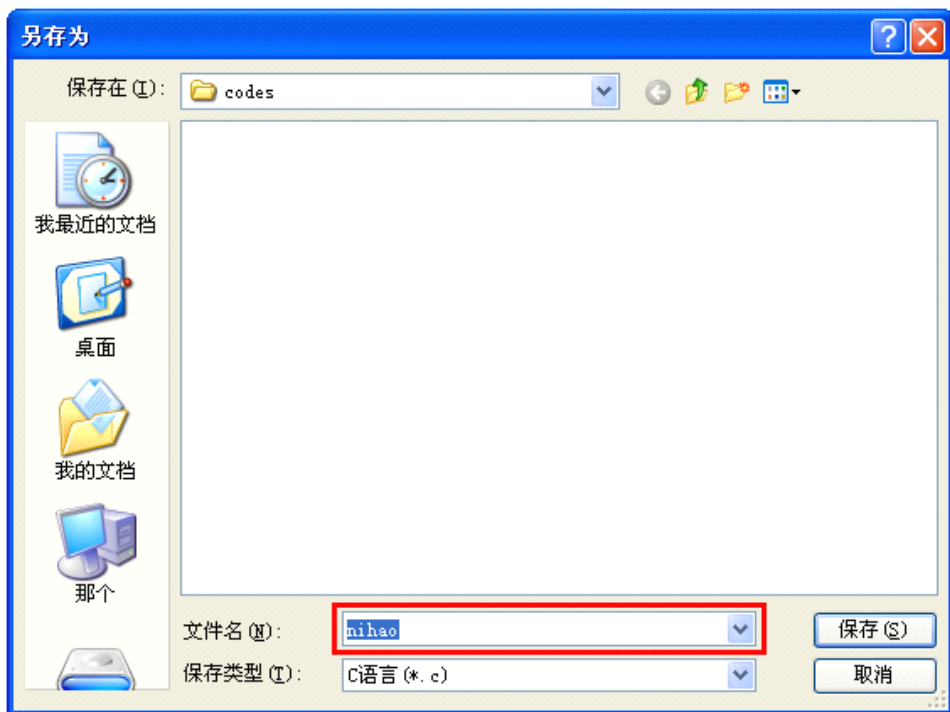 另存为
保存在(I):
codes
我最近的文档
桌面
我的文档
那个
文件名(N):
nihao
保存(S)
保存类型(T):
C语言(*.c)
取消